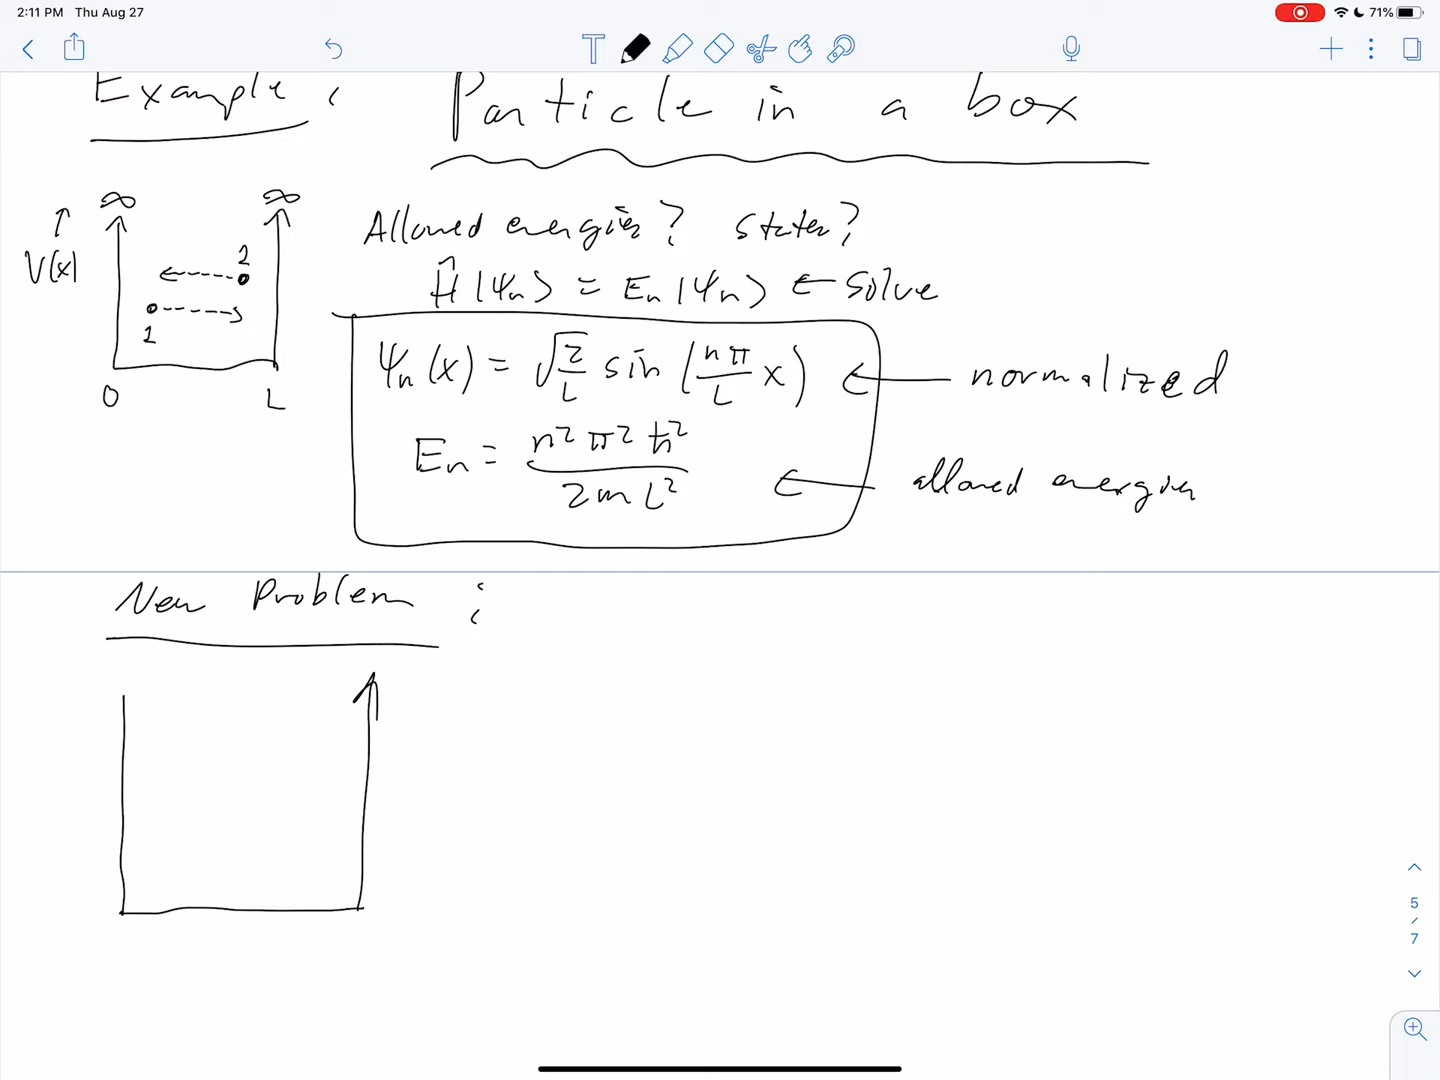 2:11 PM Thu Aug 27
71%
Example:
Particle in a box
∞ ∞
↑
V(x)
2
1
0 L
Allowed energies? states?
Ĥ|Ψn⟩ = En|Ψn⟩ ← solve
Ψn(x) = √(2/L) sin(nπ/L x) ← normalized
En = n²π²ħ²/2mL² ← allowed energies
New Problem:
5
/
7